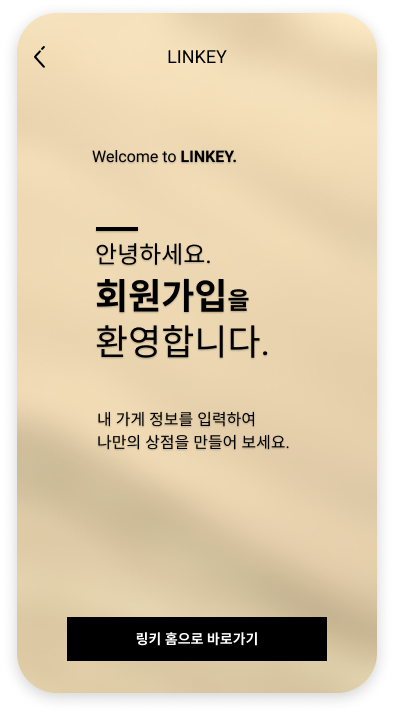 LINKEY
Welcome to LINKEY.
안녕하세요.
회원가입을
환영합니다.
내 가게 정보를 입력하여
나만의 상점을 만들어 보세요.
링키 홈으로 바로가기